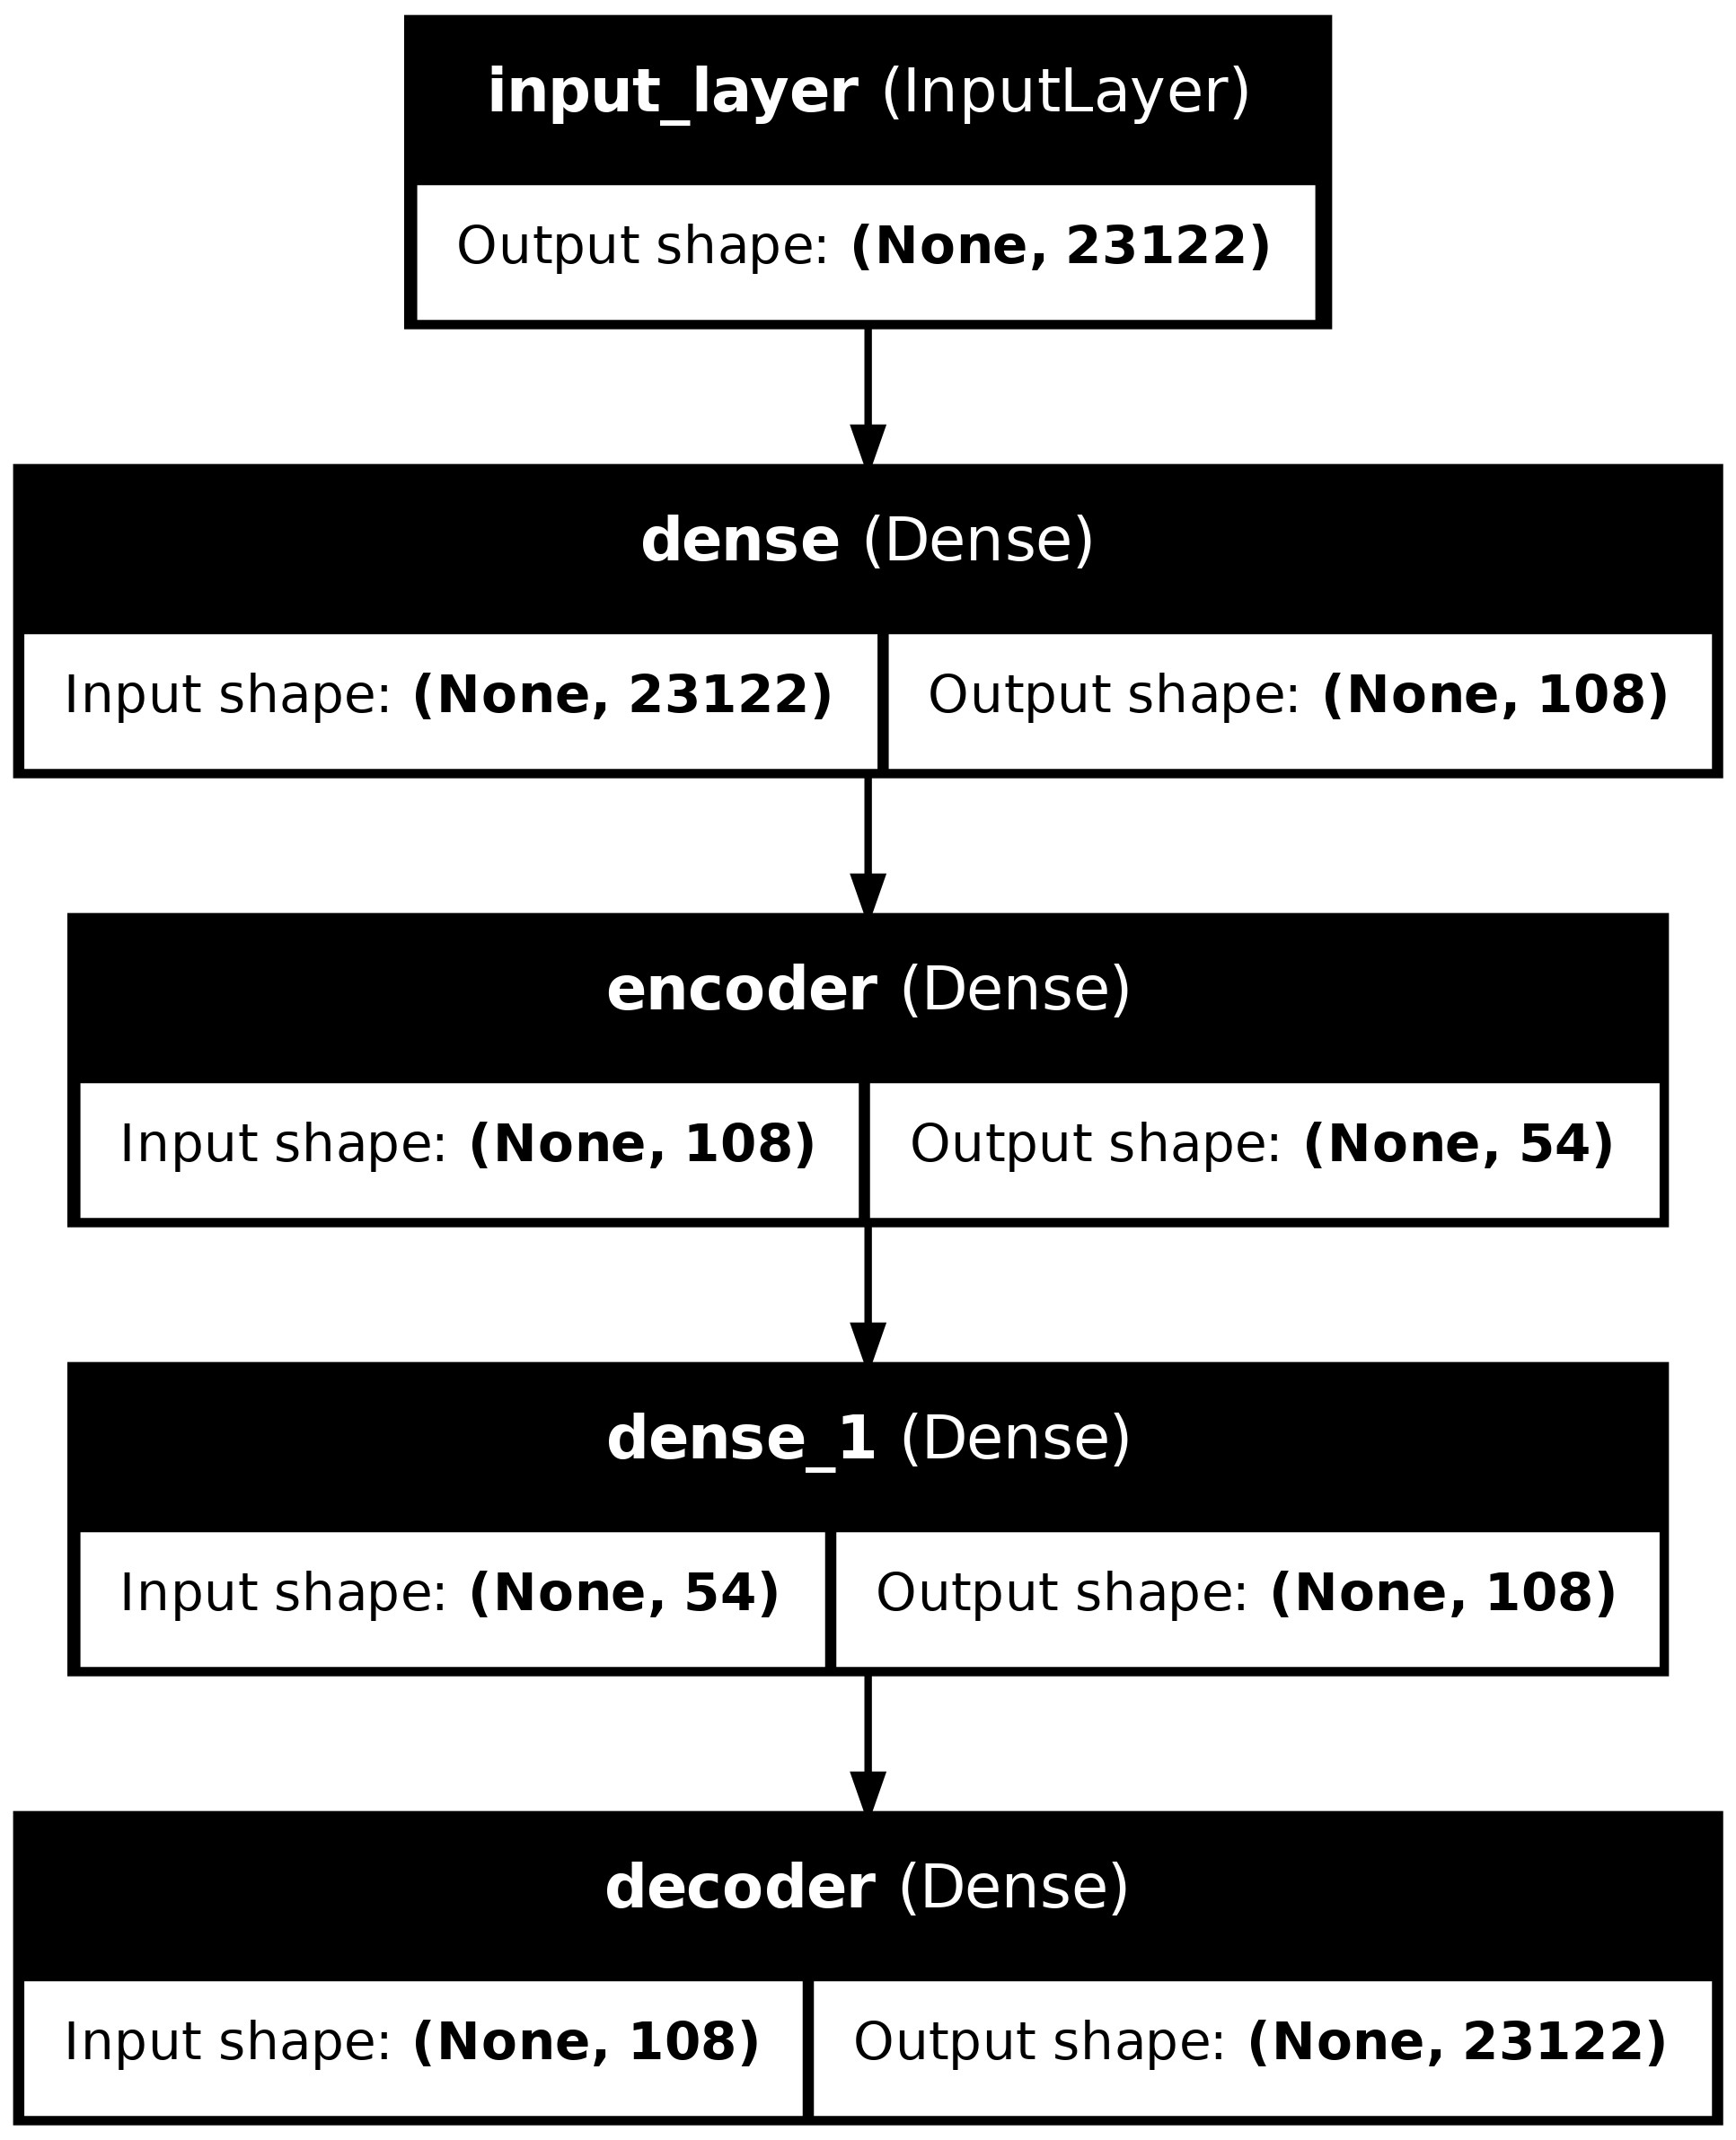 input_layer (InputLayer)
Output shape: (None, 23122)
dense (Dense)
Input shape: (None, 23122) Output shape: (None, 108)
encoder (Dense)
Input shape: (None, 108) Output shape: (None, 54)
dense_1 (Dense)
Input shape: (None, 54) Output shape: (None, 108)
decoder (Dense)
Input shape: (None, 108) Output shape: (None, 23122)